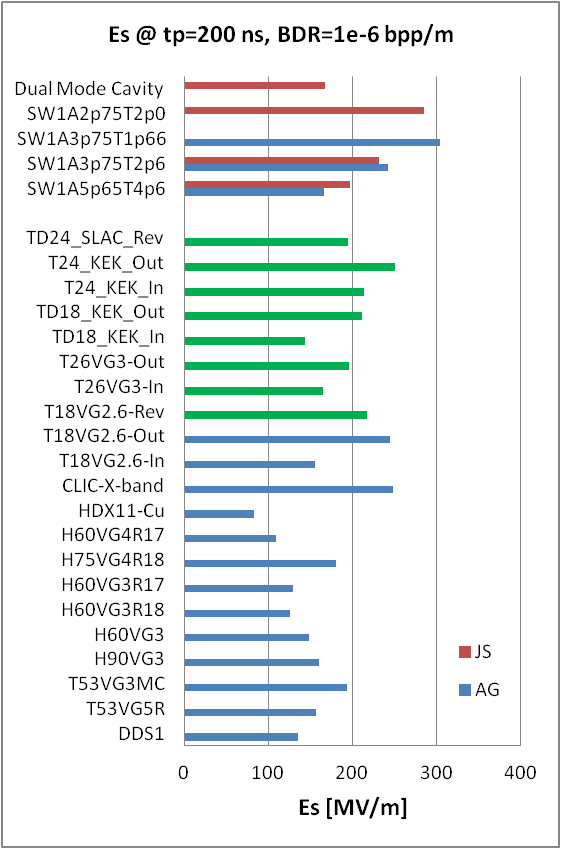 Es @ tp=200 ns, BDR=1e-6 bpp/m
Dual Mode Cavity
SW1A2p75T2p0
SW1A3p75T1p66
SW1A3p75T2p6
SW1A5p65T4p6
TD24_SLAC_Rev
T24_KEK_Out
T24_KEK_In
TD18_KEK_Out
TD18_KEK_In
T26VG3-Out
T26VG3-In
T18VG2.6-Rev
T18VG2.6-Out
T18VG2.6-In
CLIC-X-band
HDX11-Cu
H60VG4R17
H75VG4R18
H60VG3R17
H60VG3R18
H60VG3
H90VG3
T53VG3MC
T53VG5R
DDS1
JS
AG
0 100 200 300 400
Es [MV/m]